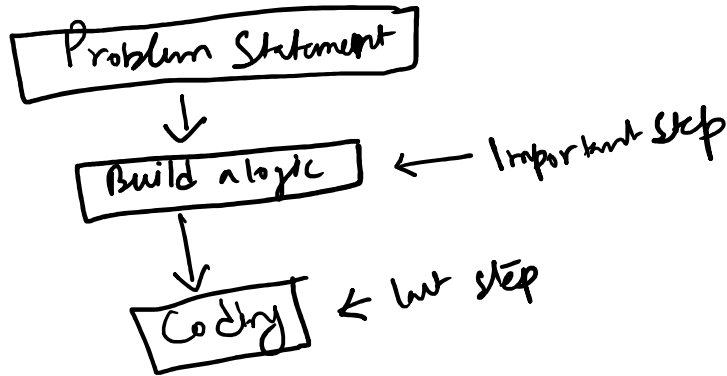 Problem Statement
Build a logic
Important step
Coding
last step